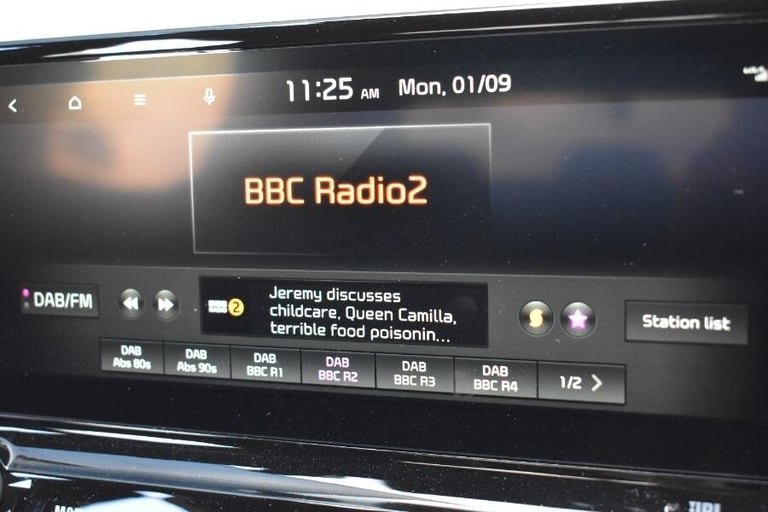 11:25 AM Mon, 01/09
BBC Radio2
DAB/FM
2
Jeremy discusses
childcare, Queen Camilla,
terrible food poisonin...
Station list
DAB
Abs 80s
DAB
Abs 90s
DAB
BBC R1
DAB
BBC R2
DAB
BBC R3
DAB
BBC R4
1/2